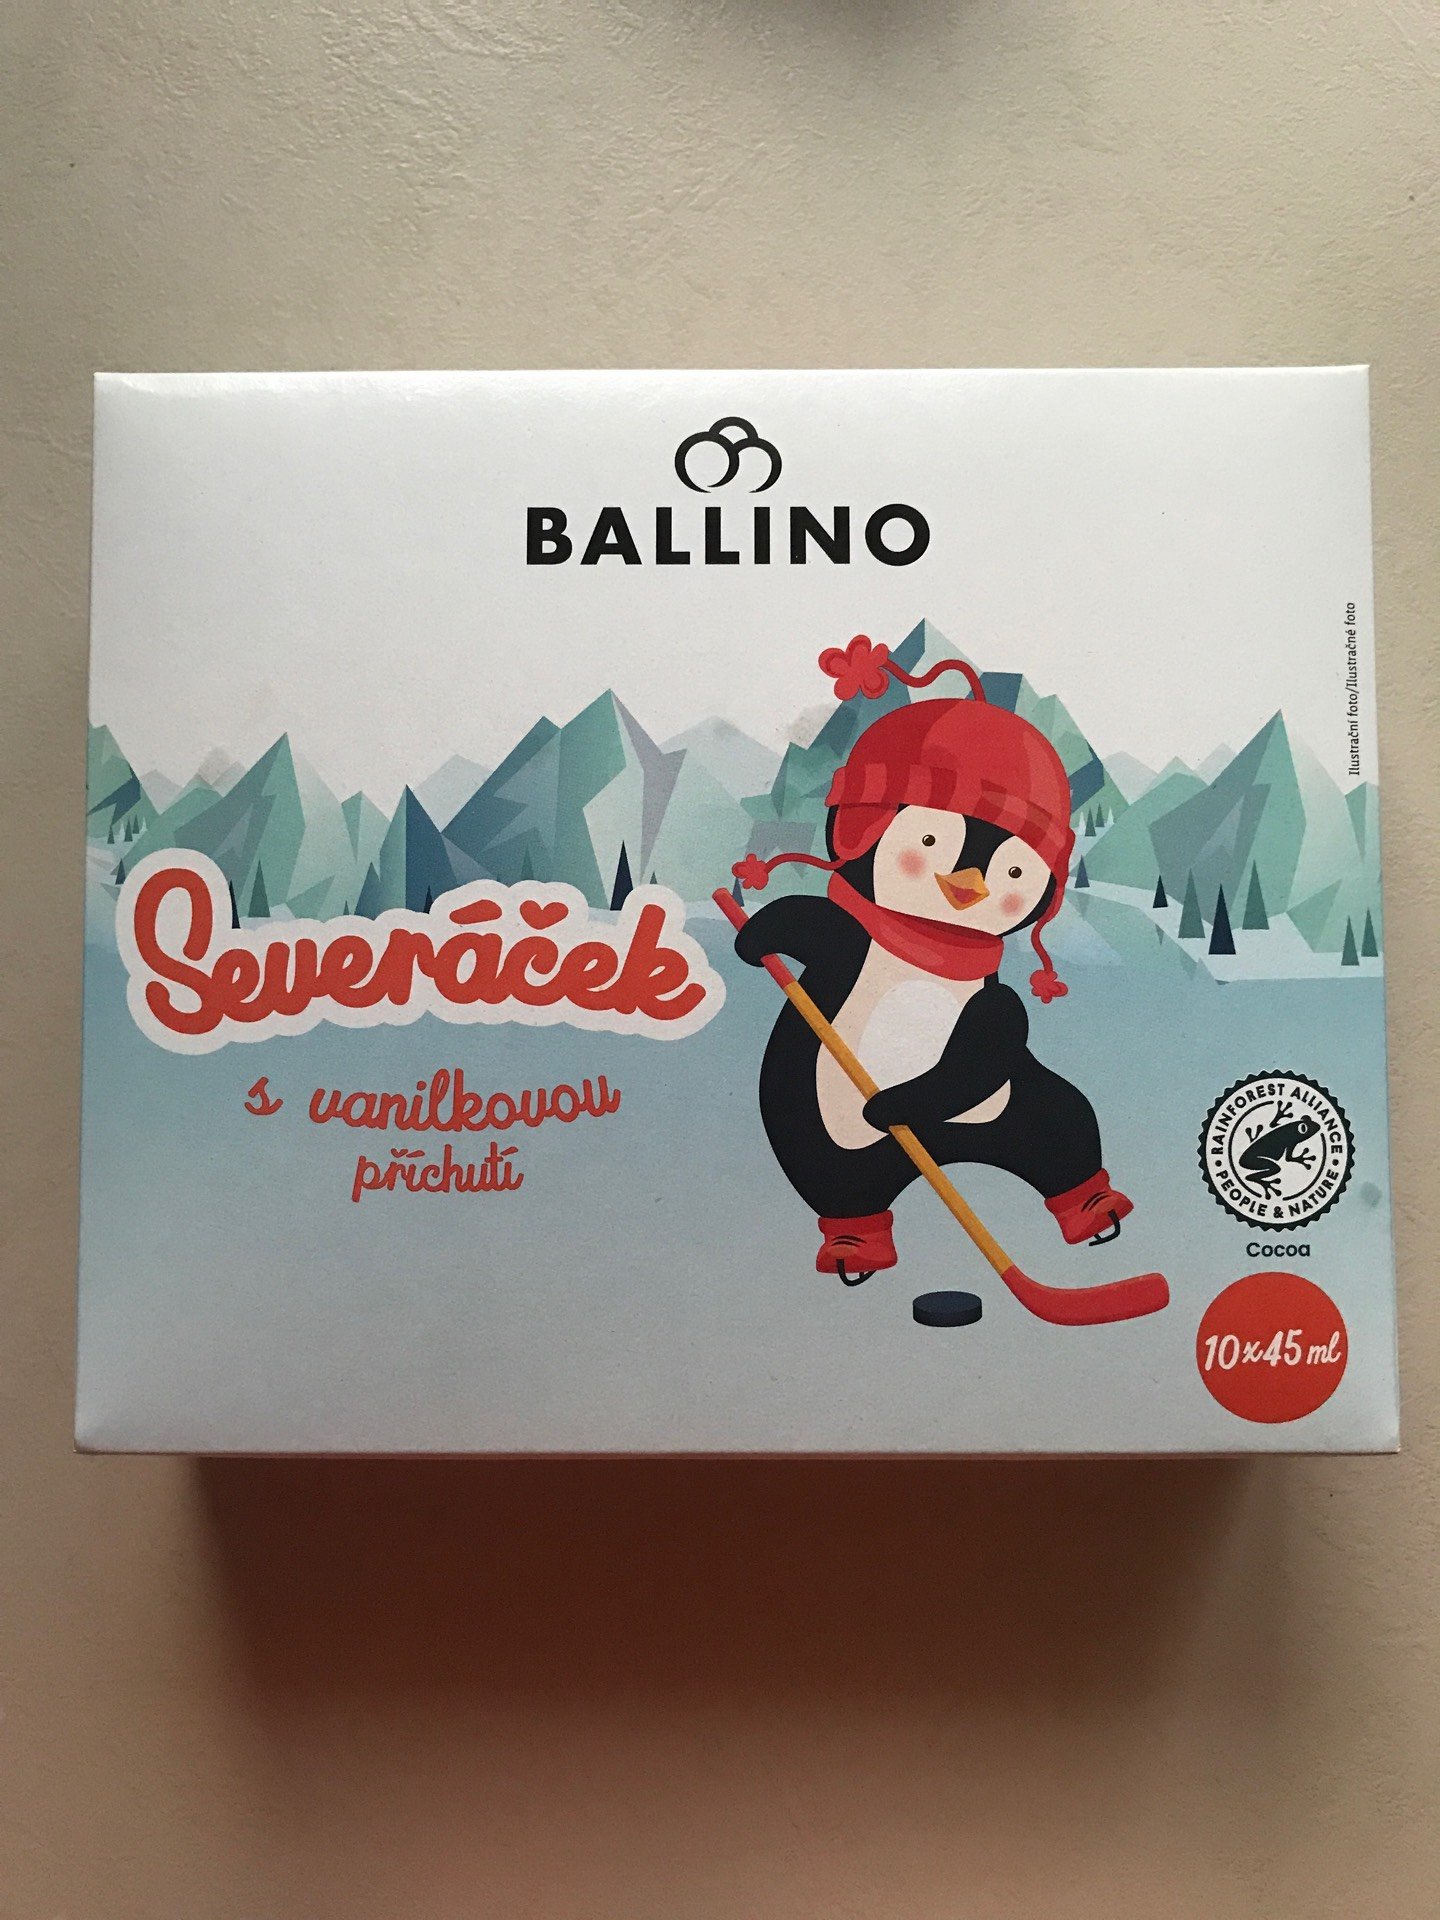 BALLINO
Ilustrační foto/Ilustračné foto
Severáček
s vanilkovou
příchutí
RAINFOREST ALLIANCE
PEOPLE & NATURE
Cocoa
10x45 ml